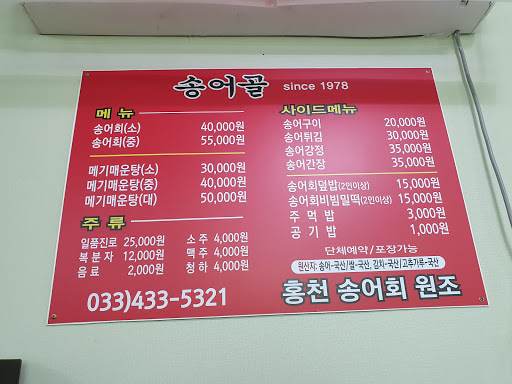 송어골 since 1978
메 뉴
송어회(소) 40,000원
송어회(중) 55,000원
메기매운탕(소) 30,000원
메기매운탕(중) 40,000원
메기매운탕(대) 50,000원
주 류
일품진로 25,000원 소 주 4,000원
복 분 자 12,000원 맥 주 4,000원
음 료 2,000원 청 하 4,000원
033)433-5321
사이드메뉴
송어구이 20,000원
송어튀김 30,000원
송어강정 35,000원
송어간장 35,000원
송어회덮밥(2인이상) 15,000원
송어회비빔밀떡(2인이상) 15,000원
주 먹 밥 3,000원
공 기 밥 1,000원
단체예약/포장가능
원산지: 송어-국산/쌀-국산, 김치-국산/고추가루-국산
홍천 송어회 원조